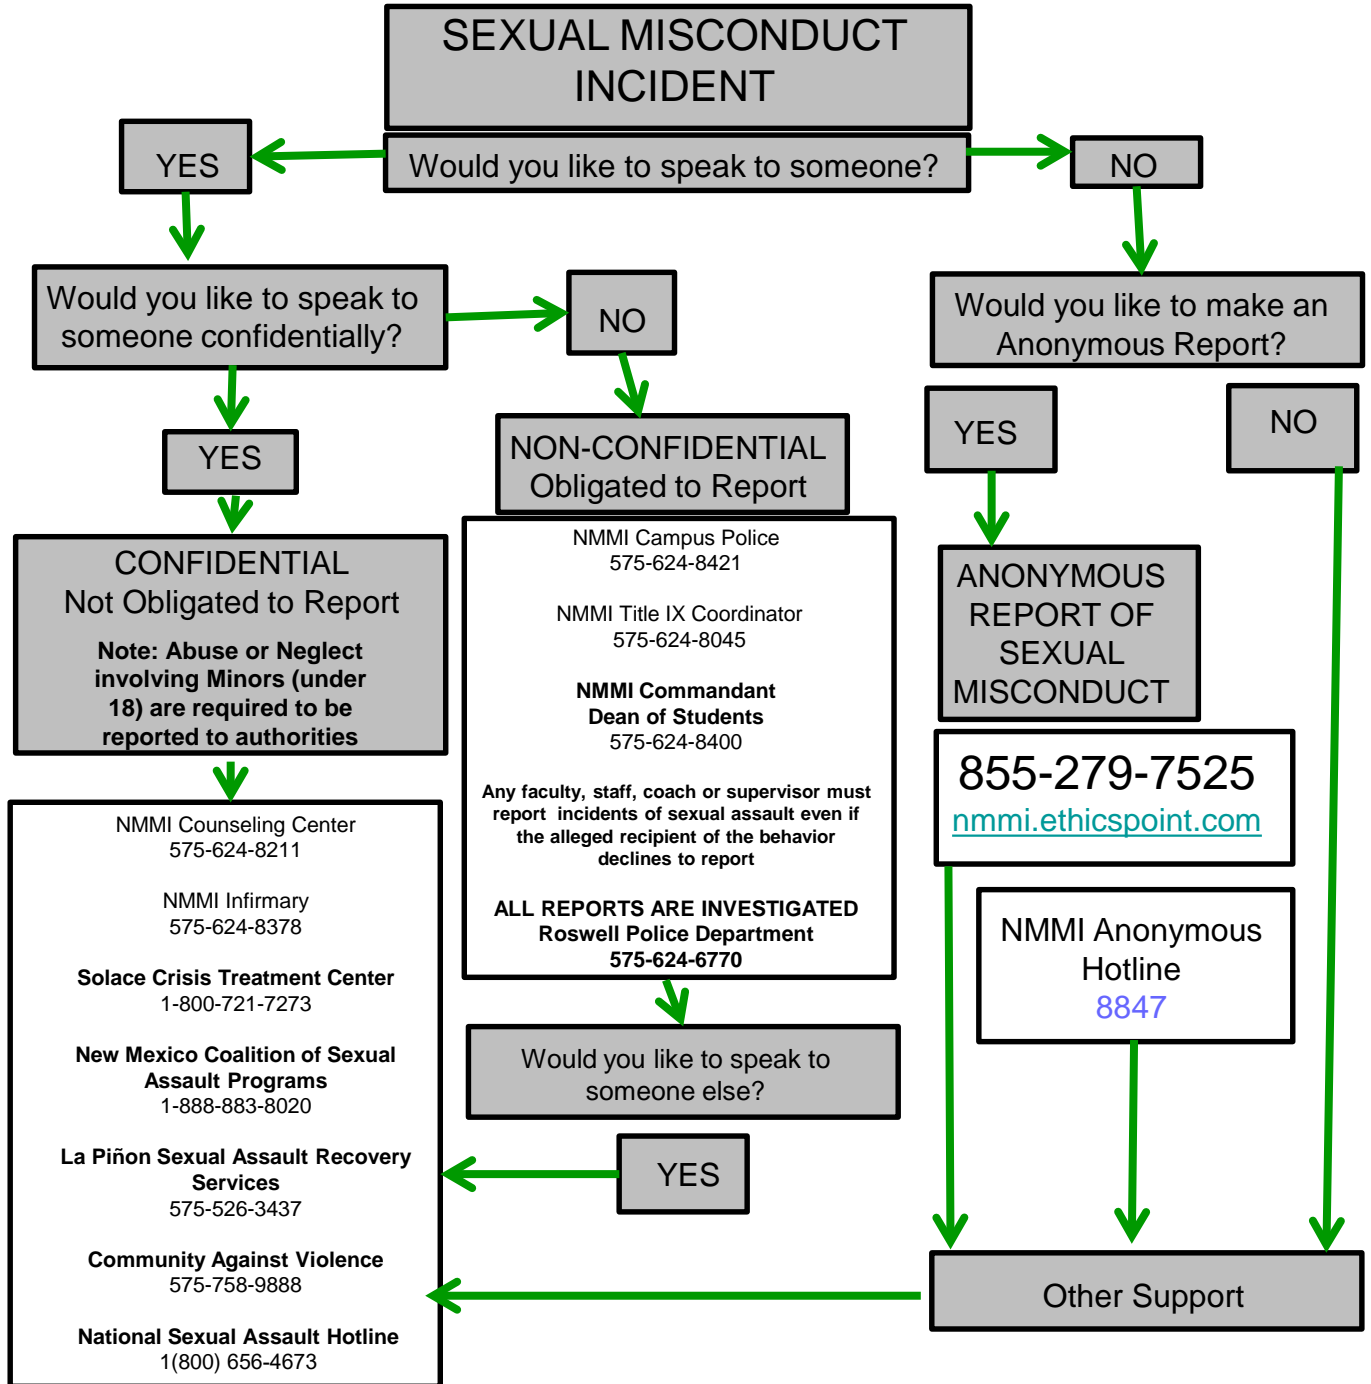 SEXUAL MISCONDUCT
INCIDENT
Would you like to speak to someone?
YES
NO
Would you like to speak to
someone confidentially?
NO
YES
CONFIDENTIAL
Not Obligated to Report
Note: Abuse or Neglect
involving Minors (under
18) are required to be
reported to authorities
NMMI Counseling Center
575-624-8211
NMMI Infirmary
575-624-8378
Solace Crisis Treatment Center
1-800-721-7273
New Mexico Coalition of Sexual
Assault Programs
1-888-883-8020
La Piñon Sexual Assault Recovery
Services
575-526-3437
Community Against Violence
575-758-9888
National Sexual Assault Hotline
1(800) 656-4673
NON-CONFIDENTIAL
Obligated to Report
NMMI Campus Police
575-624-8421
NMMI Title IX Coordinator
575-624-8045
NMMI Commandant
Dean of Students
575-624-8400
Any faculty, staff, coach or supervisor must
report incidents of sexual assault even if
the alleged recipient of the behavior
declines to report
ALL REPORTS ARE INVESTIGATED
Roswell Police Department
575-624-6770
Would you like to speak to
someone else?
YES
Would you like to make an
Anonymous Report?
YES
NO
ANONYMOUS
REPORT OF
SEXUAL
MISCONDUCT
855-279-7525
nmmi.ethicspoint.com
NMMI Anonymous
Hotline
8847
Other Support